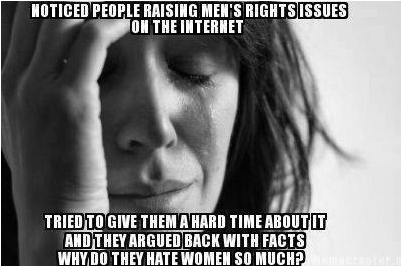 NOTICED PEOPLE RAISING MEN'S RIGHTS ISSUES
ON THE INTERNET
TRIED TO GIVE THEM A HARD TIME ABOUT IT
AND THEY ARGUED BACK WITH FACTS
WHY DO THEY HATE WOMEN SO MUCH?